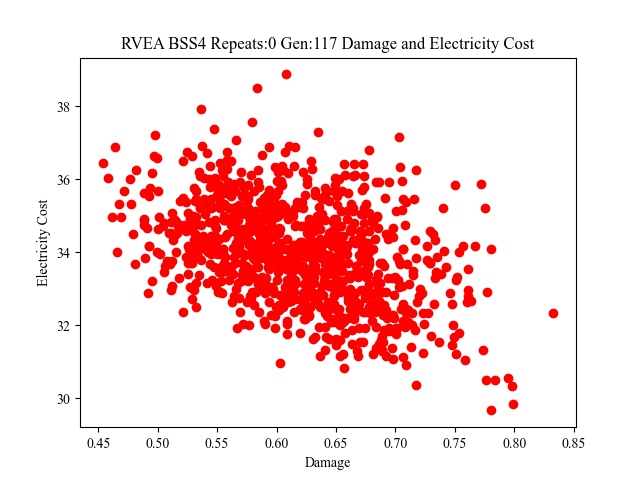 RVEA BSS4 Repeats:0 Gen:117 Damage and Electricity Cost
38
36
34
32
30
Electricity Cost
0.45 0.50 0.55 0.60 0.65 0.70 0.75 0.80 0.85
Damage